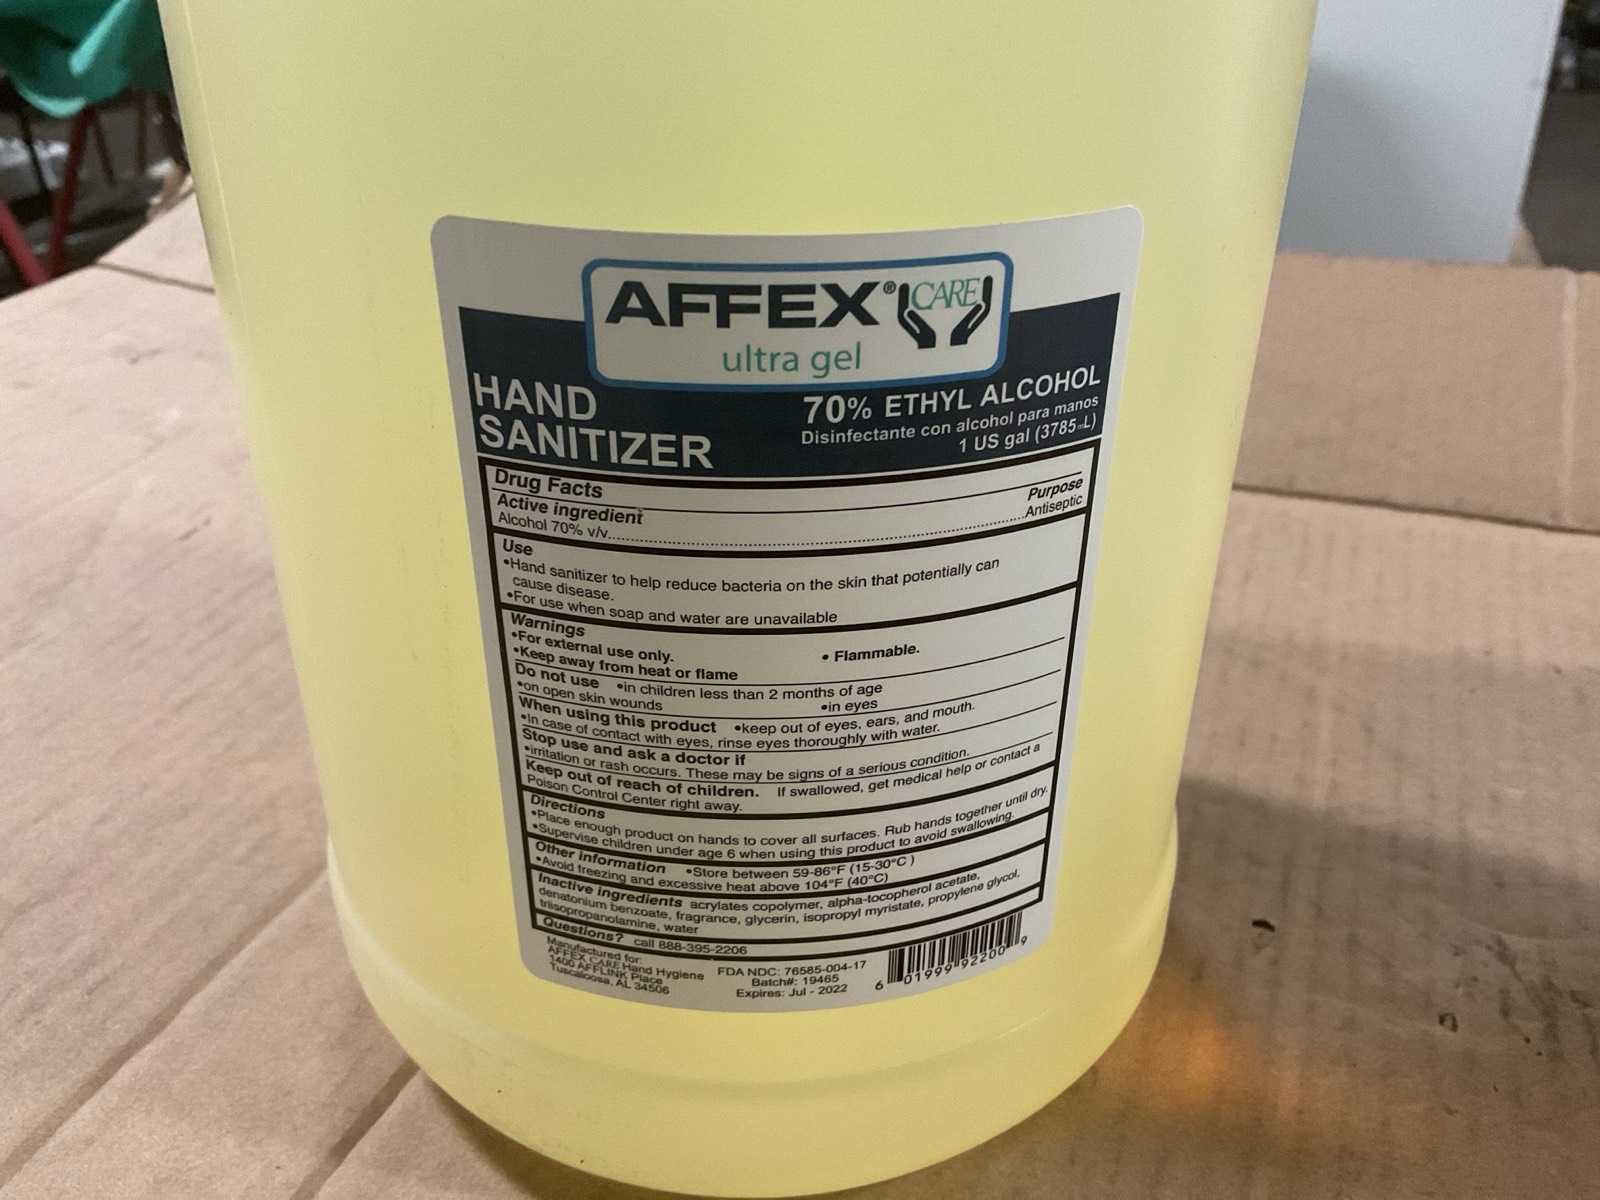 AFFEX® CARE
ultra gel
HAND
SANITIZER
70% ETHYL ALCOHOL
Disinfectante con alcohol para manos
1 US gal (3785mL)
Drug Facts
Active ingredient Purpose
Alcohol 70% v/v........................................................Antiseptic
Use
•Hand sanitizer to help reduce bacteria on the skin that potentially can
cause disease.
•For use when soap and water are unavailable
Warnings
•For external use only. • Flammable.
•Keep away from heat or flame
Do not use •in children less than 2 months of age
•on open skin wounds •in eyes
When using this product •keep out of eyes, ears, and mouth.
•In case of contact with eyes, rinse eyes thoroughly with water.
Stop use and ask a doctor if
•irritation or rash occurs. These may be signs of a serious condition.
Keep out of reach of children. If swallowed, get medical help or contact a
Poison Control Center right away.
Directions
•Place enough product on hands to cover all surfaces. Rub hands together until dry.
•Supervise children under age 6 when using this product to avoid swallowing.
Other information •Store between 59-86°F (15-30°C )
•Avoid freezing and excessive heat above 104°F (40°C)
Inactive ingredients acrylates copolymer, alpha-tocopherol acetate,
denatonium benzoate, fragrance, glycerin, isopropyl myristate, propylene glycol,
triisopropanolamine, water
Questions? call 888-395-2206
Manufactured for:
AFFEX CARE Hand Hygiene
1400 AFFLINK Place
Tuscaloosa, AL 34506
FDA NDC: 76585-004-17
Batch#: 19465
Expires: Jul - 2022
6 01999 92200 9